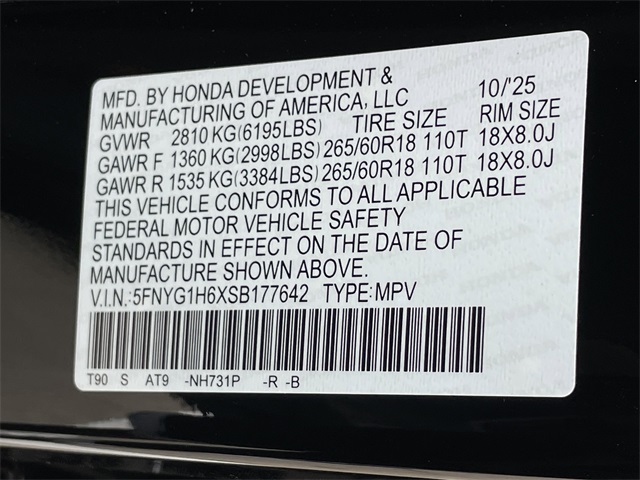 MFD. BY HONDA DEVELOPMENT & 10/'25
MANUFACTURING OF AMERICA, LLC
GVWR 2810 KG(6195LBS) TIRE SIZE RIM SIZE
GAWR F 1360 KG(2998LBS) 265/60R18 110T 18X8.0J
GAWR R 1535 KG(3384LBS) 265/60R18 110T 18X8.0J
THIS VEHICLE CONFORMS TO ALL APPLICABLE
FEDERAL MOTOR VEHICLE SAFETY
STANDARDS IN EFFECT ON THE DATE OF
MANUFACTURE SHOWN ABOVE.
V.I.N.:5FNYG1H6XSB177642 TYPE:MPV
T90 S AT9 -NH731P -R -B